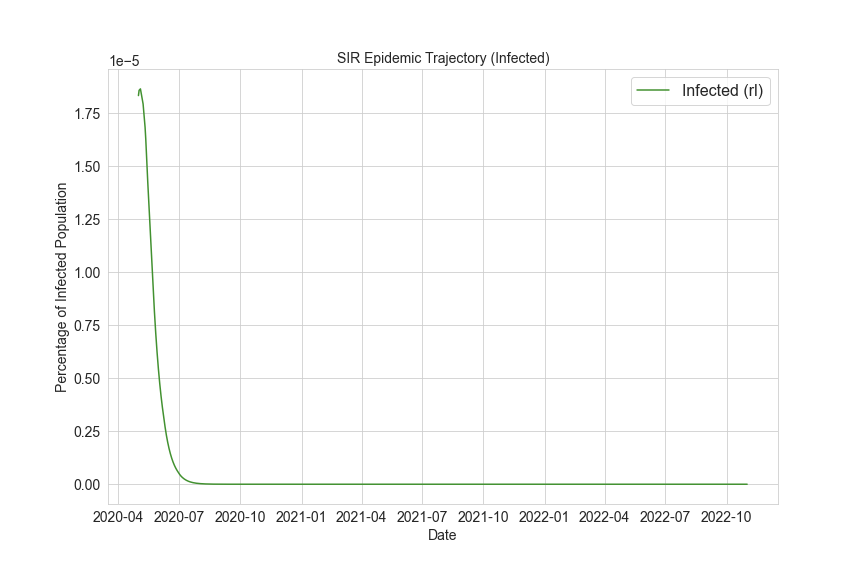 SIR Epidemic Trajectory (Infected)
1e−5
Infected (rI)
1.75
1.50
1.25
1.00
0.75
0.50
0.25
0.00
Percentage of Infected Population
2020-04 2020-07 2020-10 2021-01 2021-04 2021-07 2021-10 2022-01 2022-04 2022-07 2022-10
Date